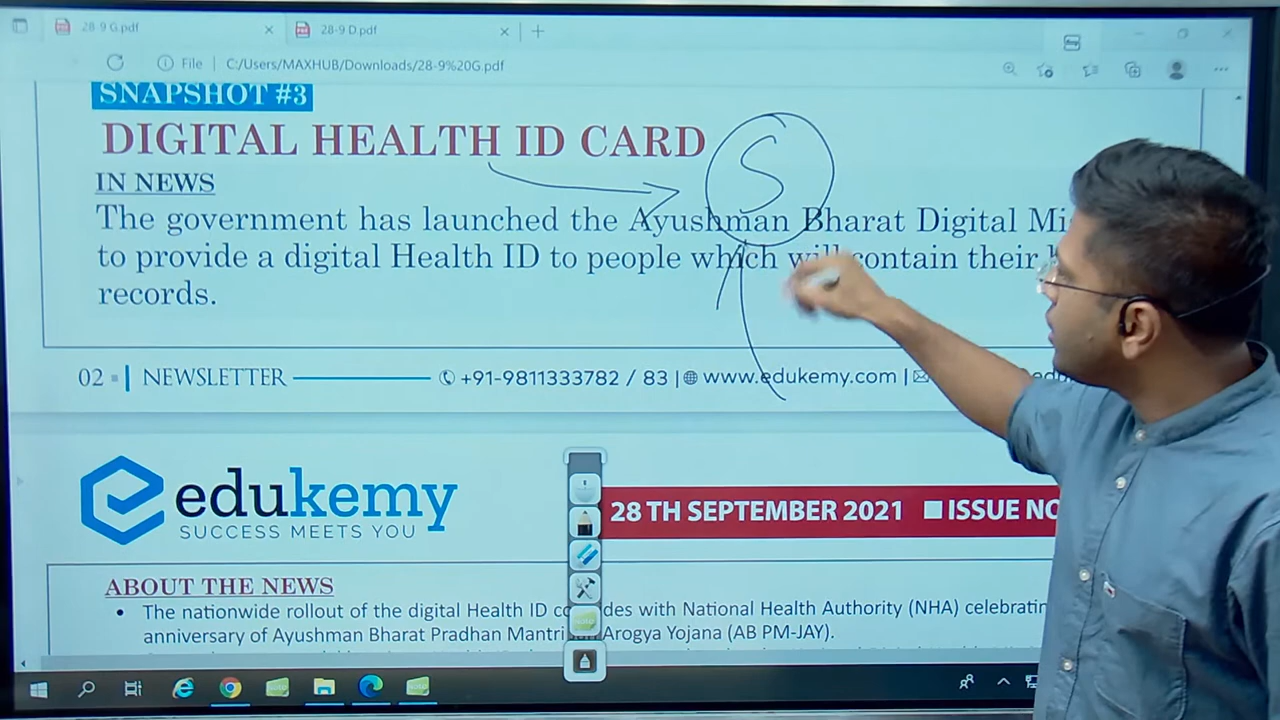 28-9 G.pdf
28-9 D.pdf
File | C:/Users/MAXHUB/Downloads/28-9%20G.pdf
SNAPSHOT #3
DIGITAL HEALTH ID CARD
S
IN NEWS
The government has launched the Ayushman Bharat Digital Mi
to provide a digital Health ID to people which will contain their
records.
02 NEWSLETTER +91-9811333782 / 83 | www.edukemy.com |
edukemy
SUCCESS MEETS YOU
28 TH SEPTEMBER 2021 ISSUE NO
ABOUT THE NEWS
• The nationwide rollout of the digital Health ID co des with National Health Authority (NHA) celebratin
anniversary of Ayushman Bharat Pradhan Mantri Arogya Yojana (AB PM-JAY).